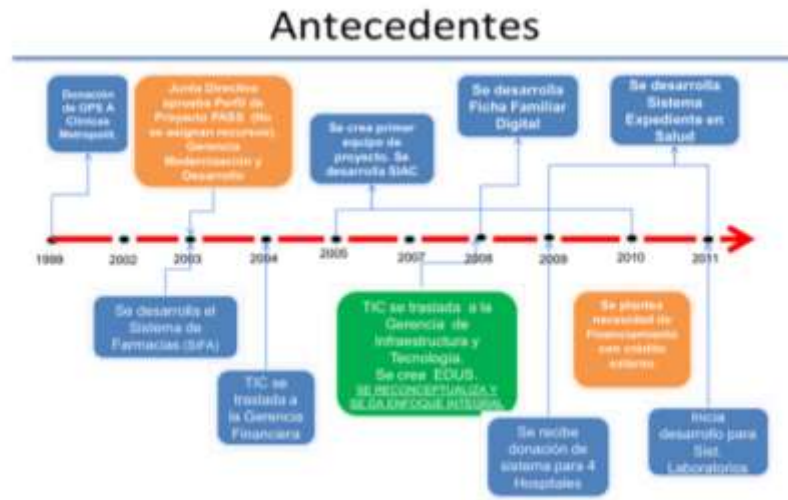 Antecedentes
Donación
de GPS A
Clínicas
Metropolit.
Junta Directiva
aprueba Perfil de
Proyecto PASS (No
se asignan recursos).
Gerencia
Modernización y
Desarrollo
Se crea primer
equipo de
proyecto. Se
desarrolla SIAC
Se desarrolla
Ficha Familiar
Digital
Se desarrolla
Sistema
Expediente en
Salud
1999
2002
2003
2004
2005
2007
2008
2009
2010
2011
Se desarrolla el
Sistema de
Farmacias (SIFA)
TIC se
traslada a
la Gerencia
Financiera
TIC se traslada a la
Gerencia de
Infraestructura y
Tecnología.
Se crea EDUS.
SE RECONCEPTUALIZA Y
SE DA ENFOQUE INTEGRAL
Se recibe
donación de
sistema para 4
Hospitales
Se plantea
necesidad de
financiamiento
con crédito
externo
Inicia
desarrollo para
Sist.
Laboratorios